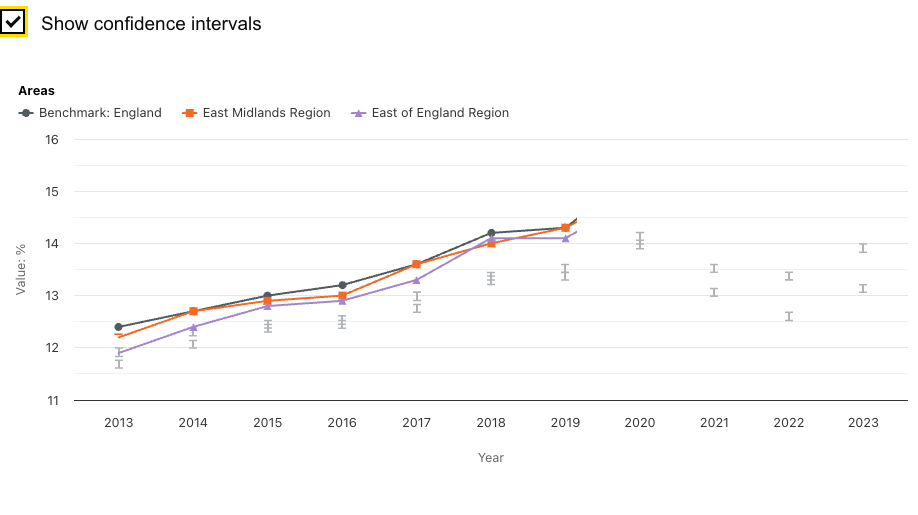 Show confidence intervals
Areas
Benchmark: England East Midlands Region East of England Region
16
15
14
13
12
11
Value: %
2013 2014 2015 2016 2017 2018 2019 2020 2021 2022 2023
Year